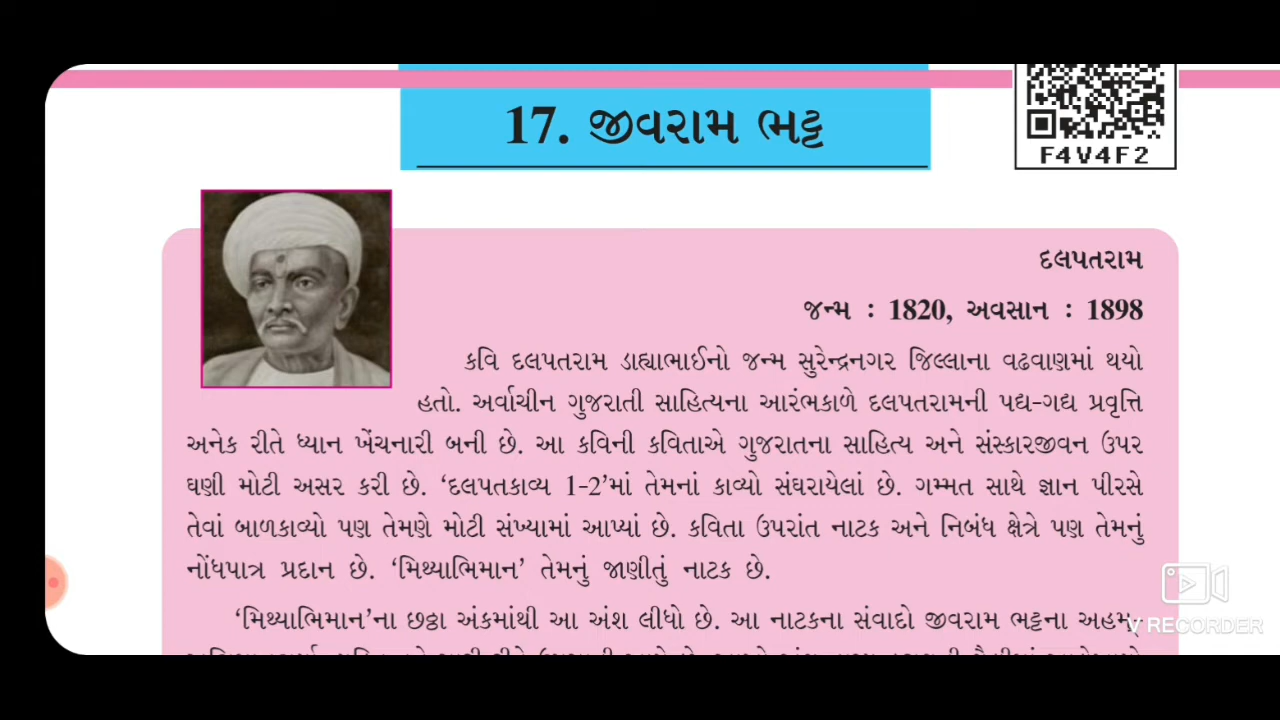 17. જીવરામ ભટ્ટ
F4V4F2
દલપતરામ
જન્મ : 1820, અવસાન : 1898
કવિ દલપતરામ ડાહ્યાભાઈનો જન્મ સુરેન્દ્રનગર જિલ્લાના વઢવાણમાં થયો
હતો. અર્વાચીન ગુજરાતી સાહિત્યના આરંભકાળે દલપતરામની પદ્ય-ગદ્ય પ્રવૃત્તિ
અનેક રીતે ધ્યાન ખેંચનારી બની છે. આ કવિની કવિતાએ ગુજરાતના સાહિત્ય અને સંસ્કારજીવન ઉપર
ઘણી મોટી અસર કરી છે. ‘દલપતકાવ્ય 1-2’માં તેમનાં કાવ્યો સંઘરાયેલાં છે. ગમ્મત સાથે જ્ઞાન પીરસે
તેવાં બાળકાવ્યો પણ તેમણે મોટી સંખ્યામાં આપ્યાં છે. કવિતા ઉપરાંત નાટક અને નિબંધ ક્ષેત્રે પણ તેમનું
નોંધપાત્ર પ્રદાન છે. ‘મિથ્યાભિમાન’ તેમનું જાણીતું નાટક છે.
‘મિથ્યાભિમાન’ના છઠ્ઠા અંકમાંથી આ અંશ લીધો છે. આ નાટકના સંવાદો જીવરામ ભટ્ટના અહમ્,
V RECORDER